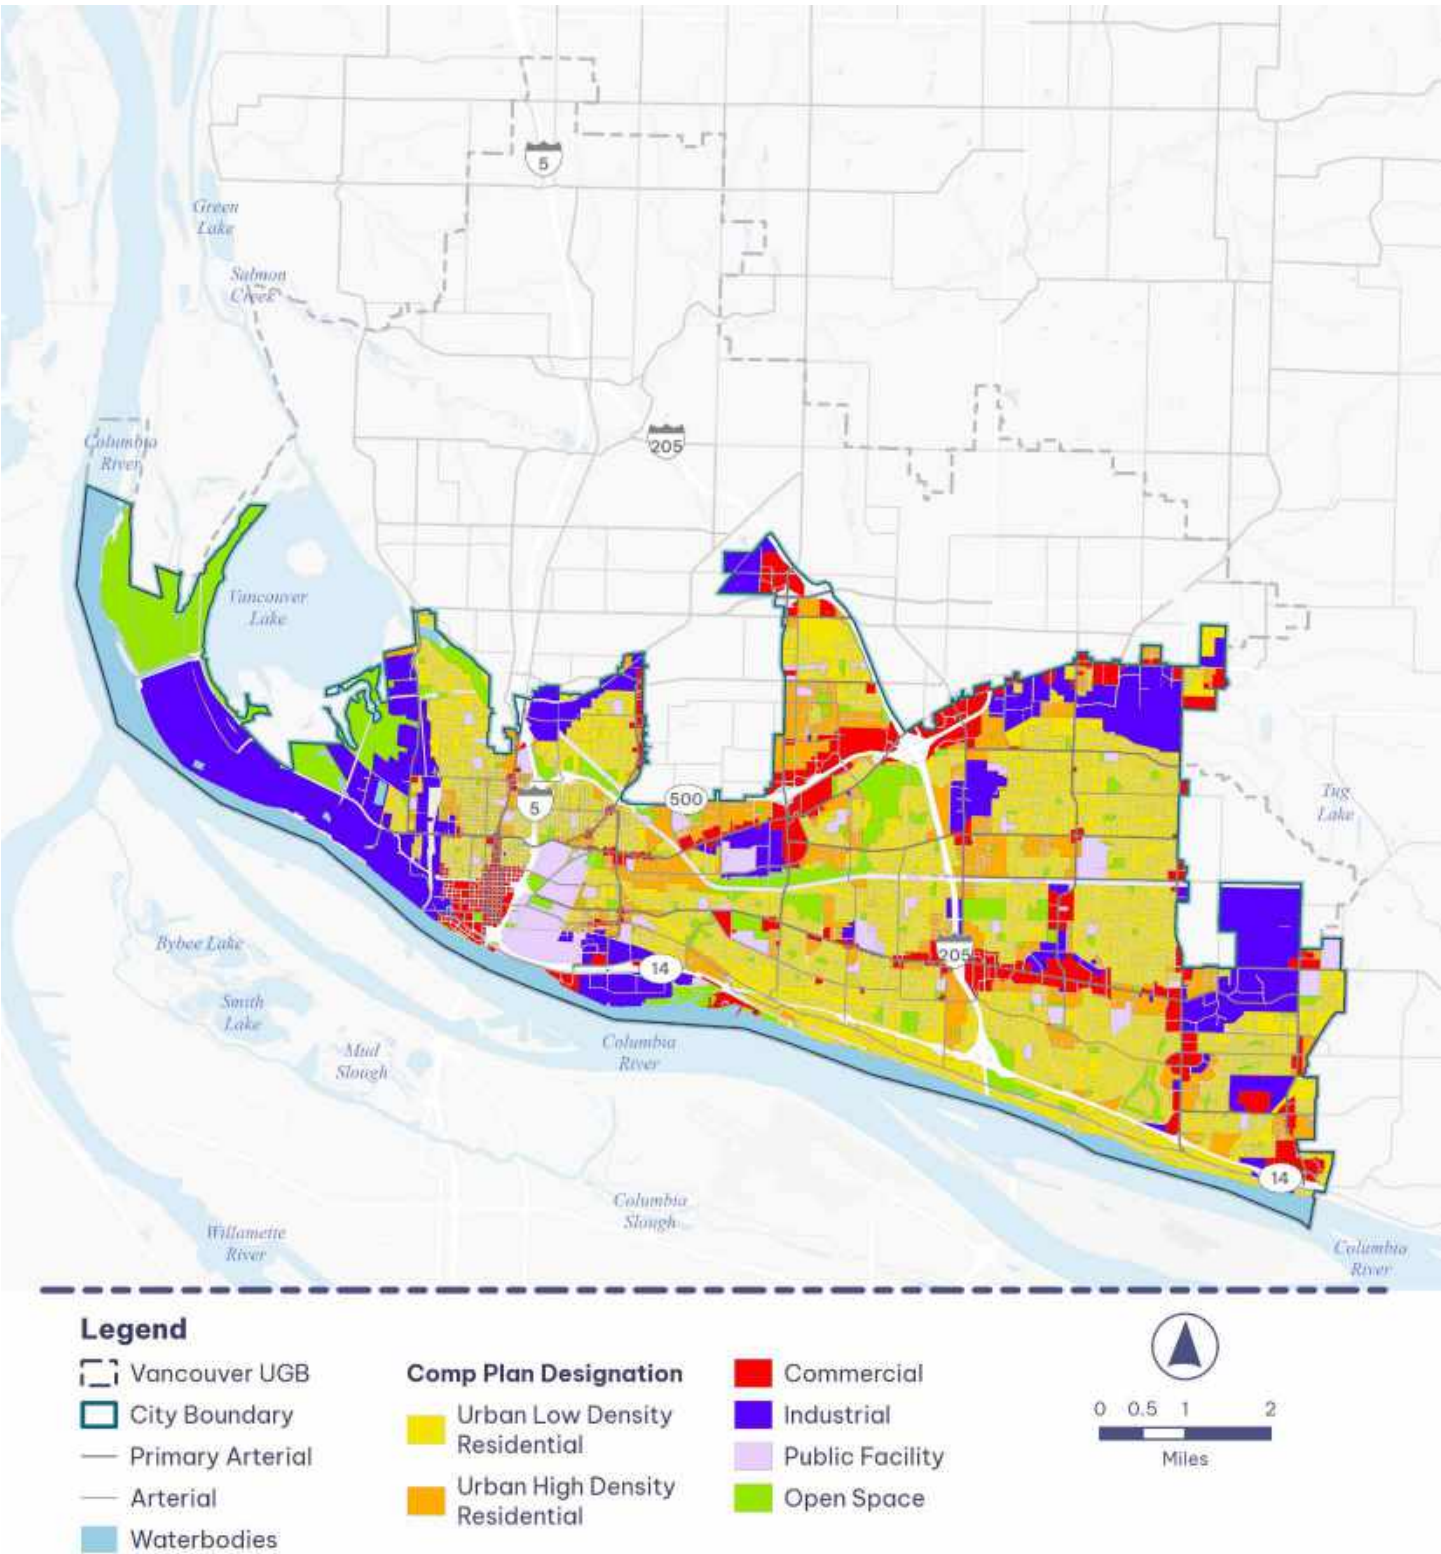 5
Green
Lake
Salmon
Creek
205
Columbia
River
Vancouver
Lake
500
5
Tug
Lake
Bybee Lake
14
205
Smith
Lake
Mud
Slough
Columbia
River
14
Columbia
Slough
Willamette
River
Columbia
River
Legend
Vancouver UGB
City Boundary
Primary Arterial
Arterial
Waterbodies
Comp Plan Designation
Urban Low Density
Residential
Urban High Density
Residential
Commercial
Industrial
Public Facility
Open Space
0 0.5 1 2
Miles